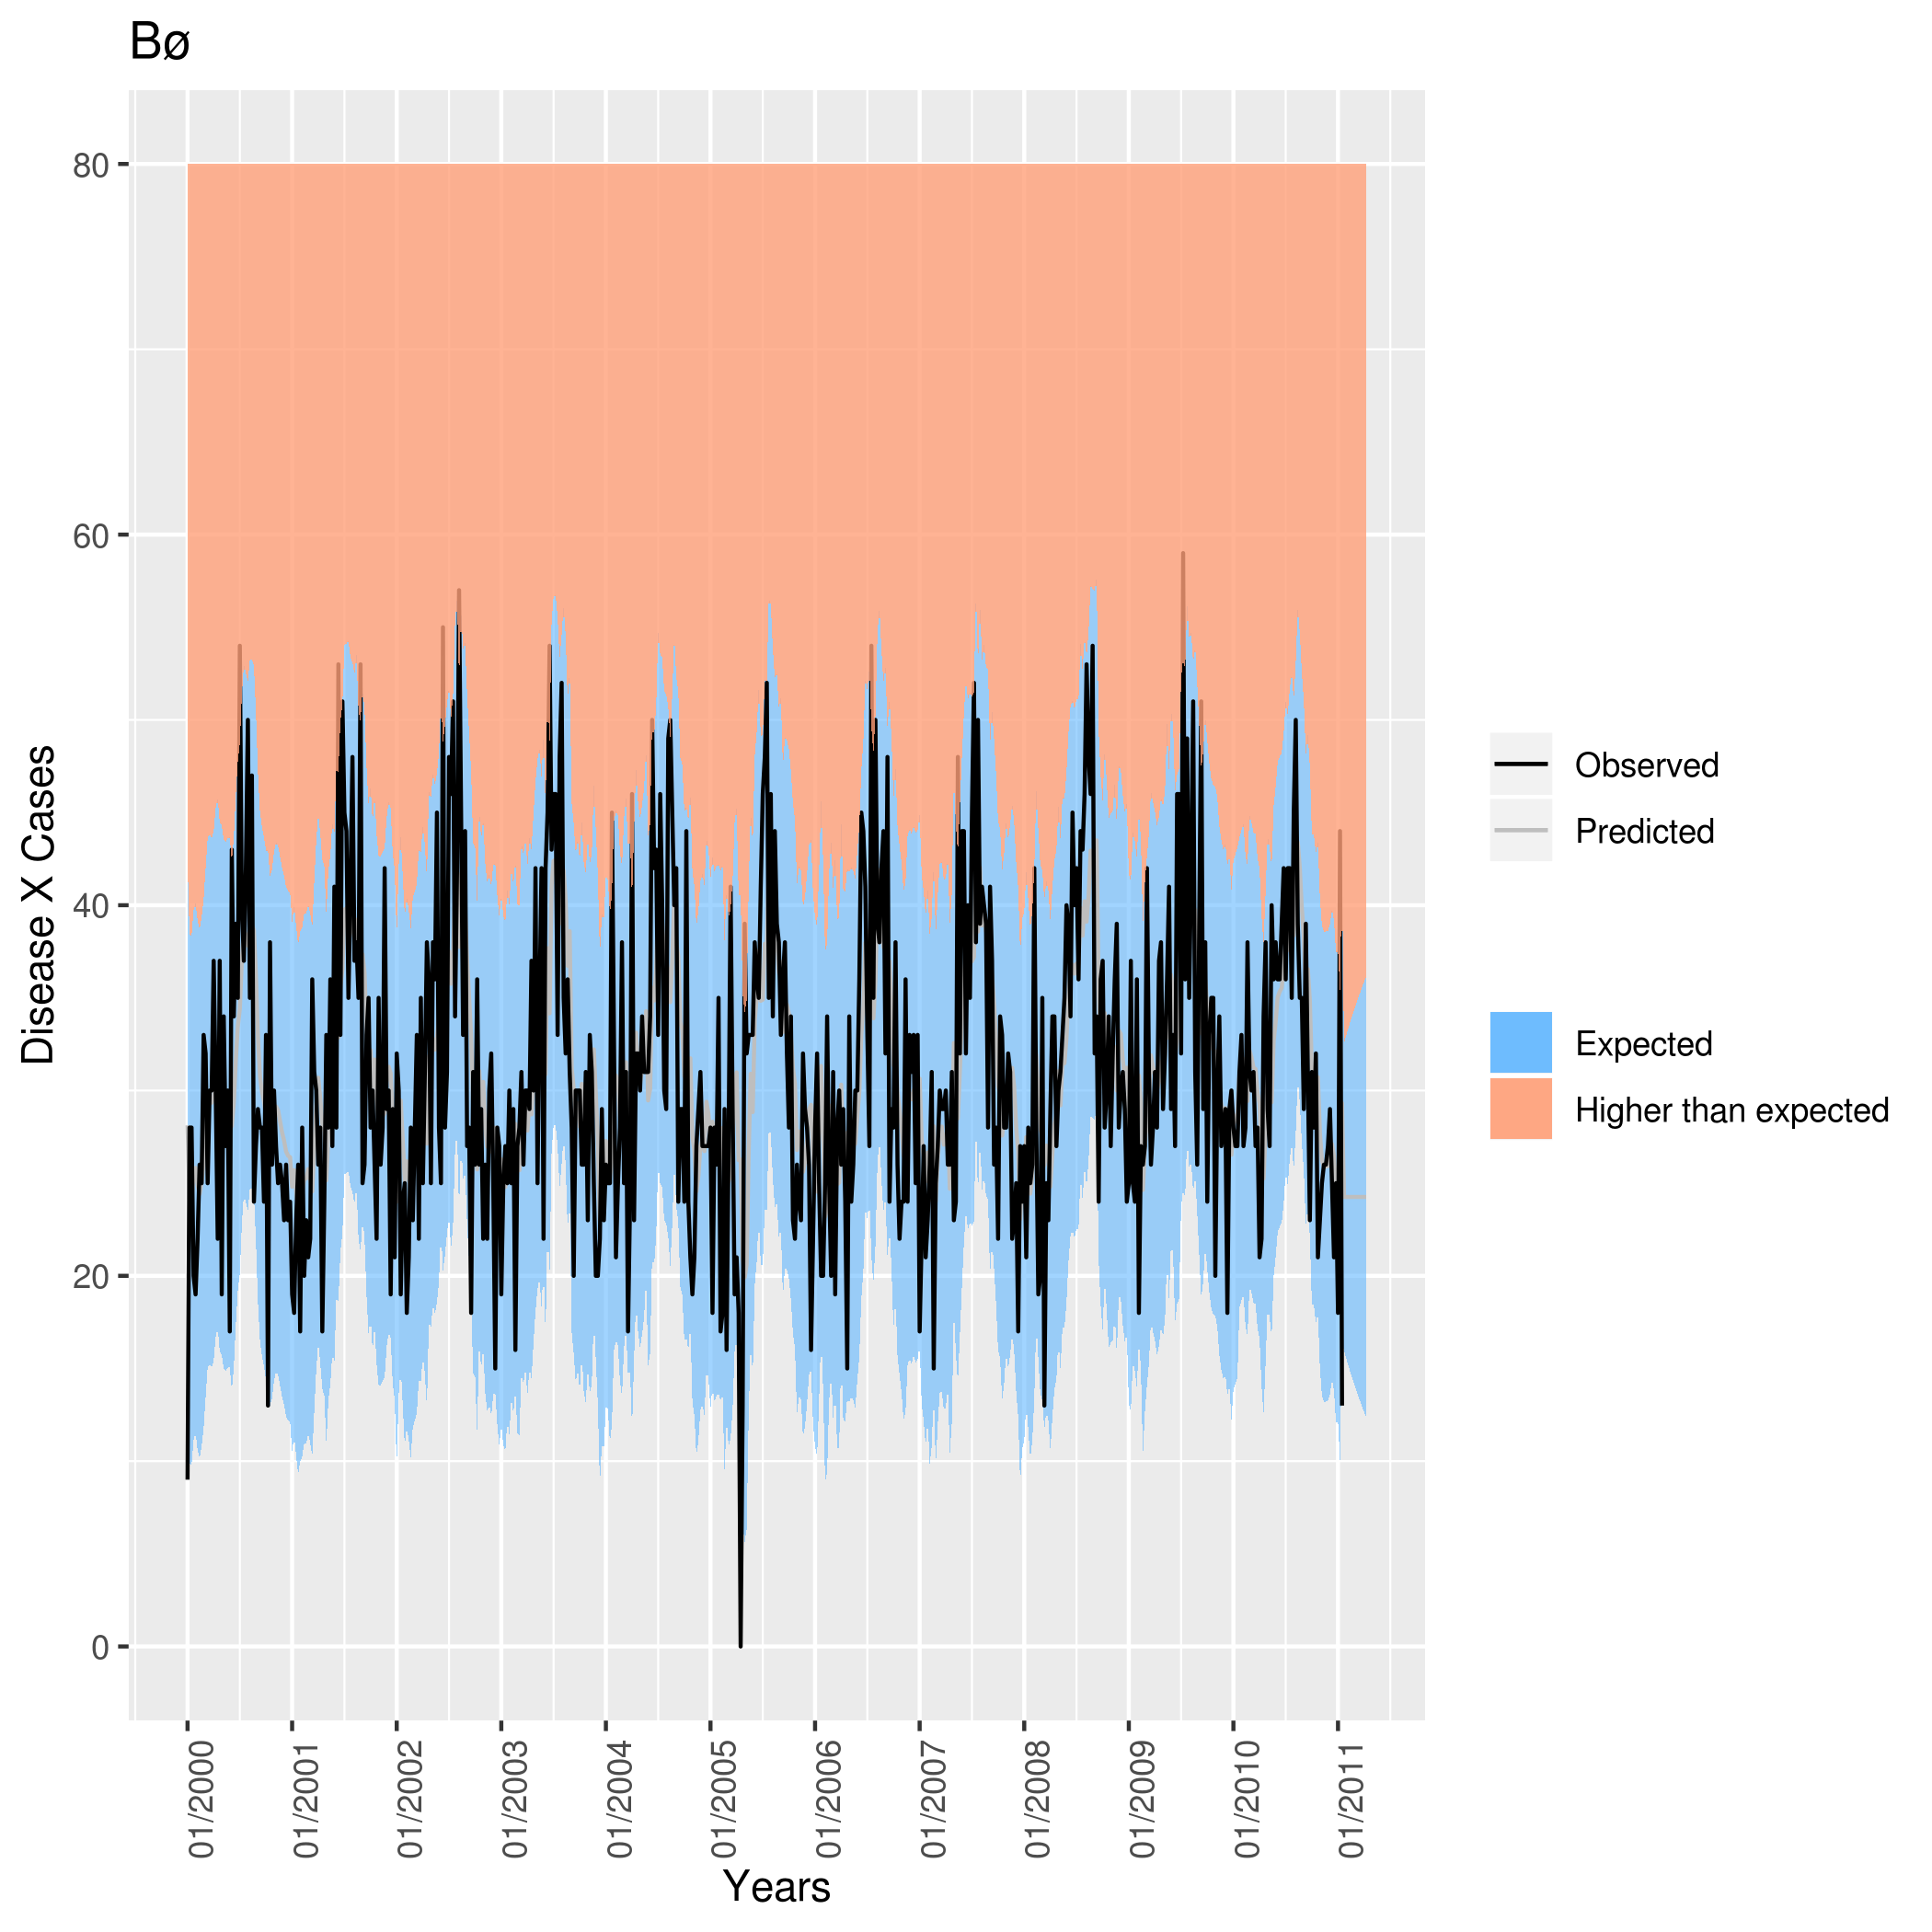 Bø
Disease X Cases
80
60
40
20
0
01/2000
01/2001
01/2002
01/2003
01/2004
01/2005
01/2006
01/2007
01/2008
01/2009
01/2010
01/2011
Years
Observed
Predicted
Expected
Higher than expected